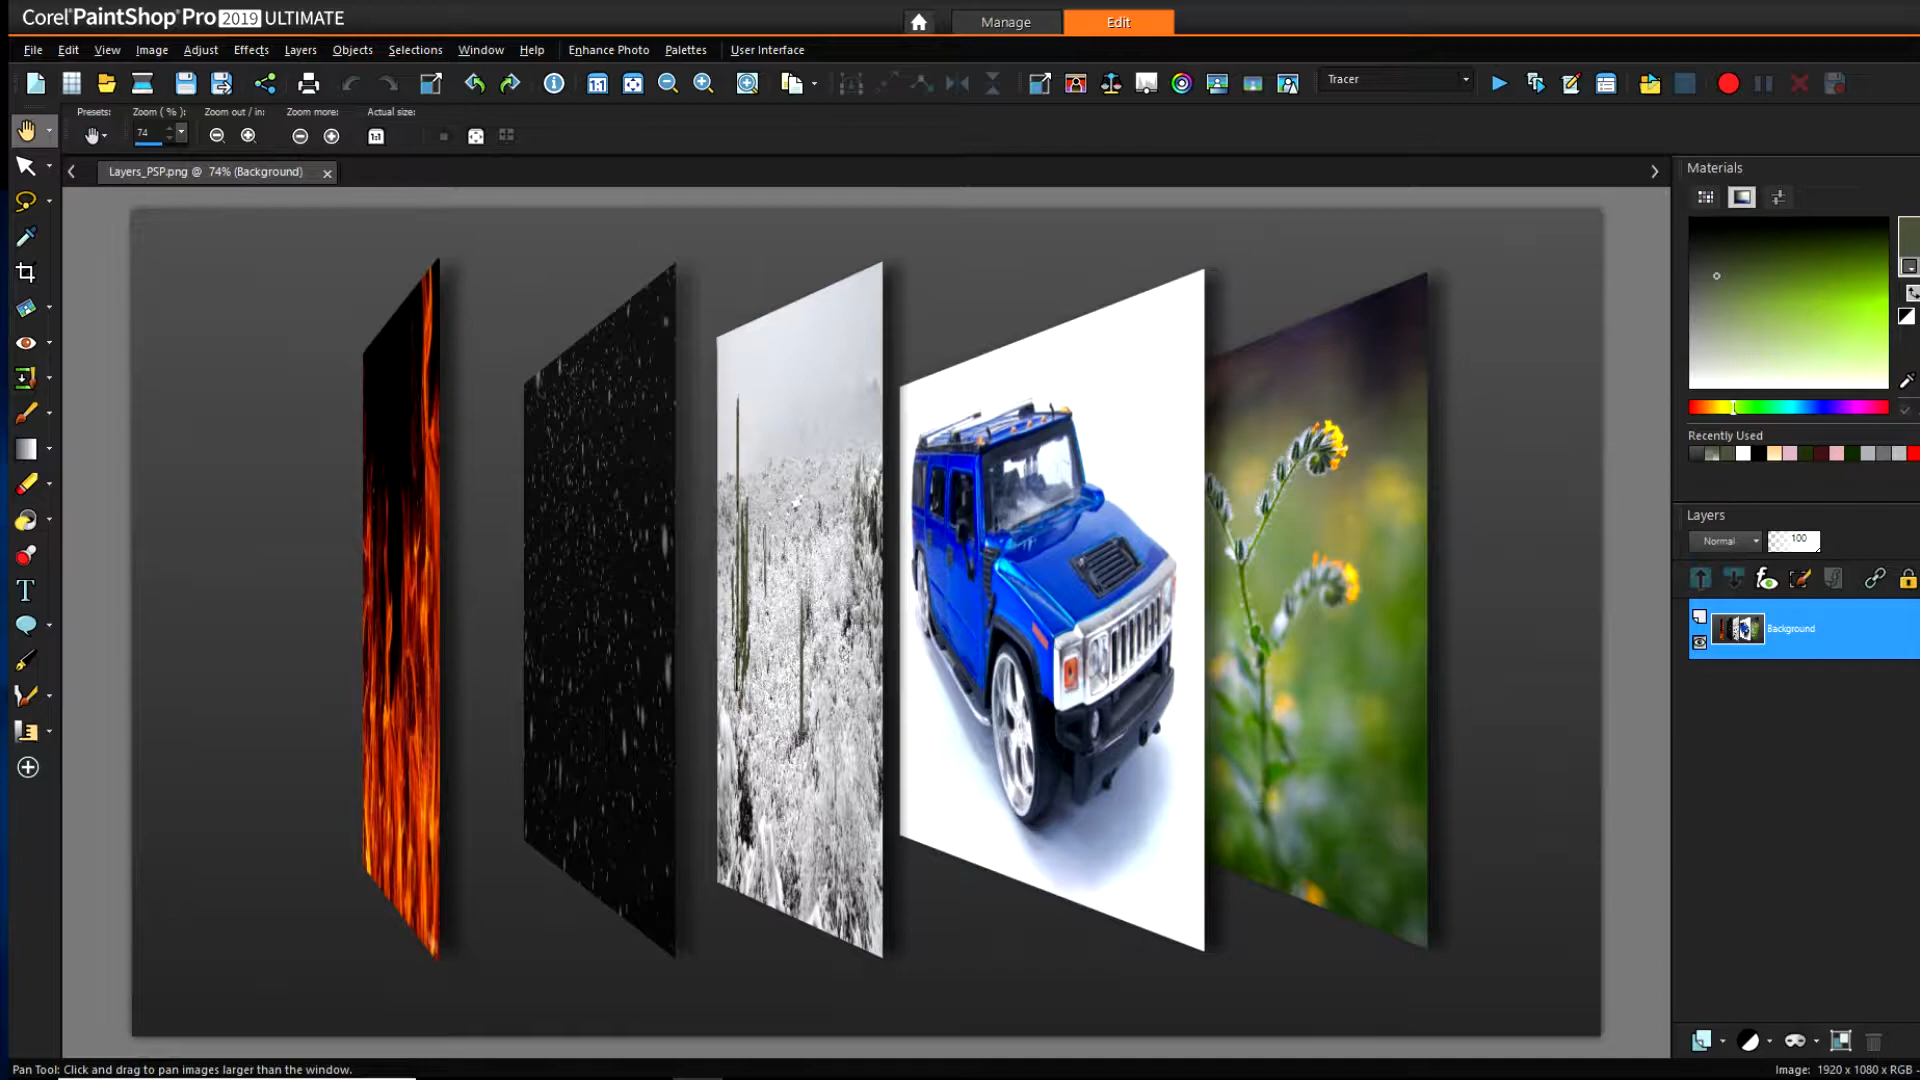 Corel® PaintShop® Pro 2019 ULTIMATE
Manage
Edit
File Edit View Image Adjust Effects Layers Objects Selections Window Help Enhance Photo Palettes User Interface
Tracer
Presets: Zoom ( % ): Zoom out / in: Zoom more: Actual size:
74
Layers_PSP.png @ 74% (Background)
Materials
Recently Used
Layers
Normal
100
Background
Pan Tool: Click and drag to pan images larger than the window.
Image: 1920 x 1080 x RGB -